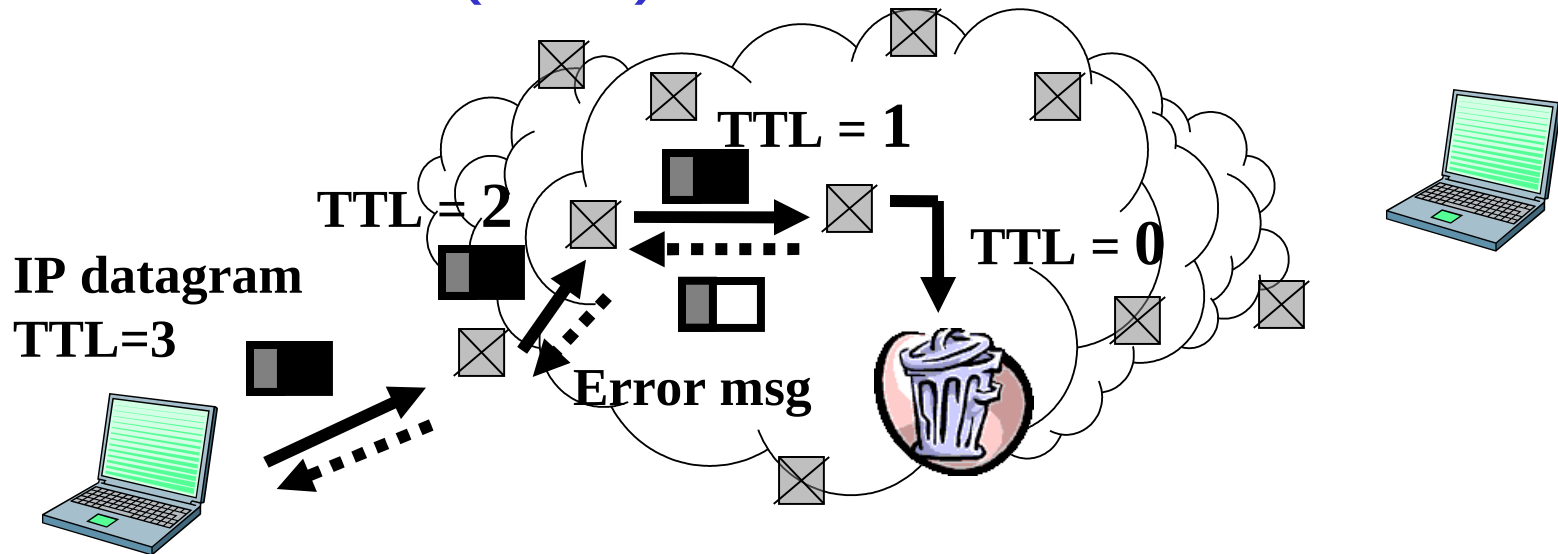 TTL = 1
TTL = 2
TTL = 0
IP datagram
TTL=3
Error msg